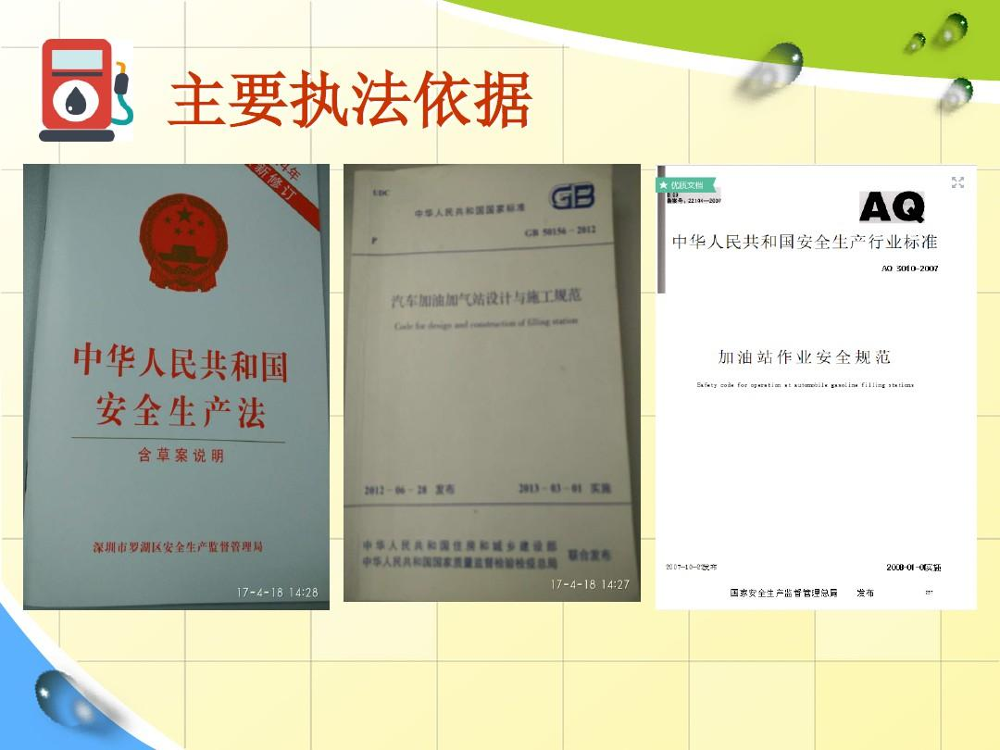 主要执法依据
新修订
中华人民共和国
安全生产法
含草案说明
深圳市罗湖区安全生产监督管理局
17-4-18 14:28
UDC
GB
中华人民共和国国家标准
P
GB 50156-2012
汽车加油加气站设计与施工规范
Code for design and construction of filling station
2012-06-28 发布
2013-03-01 实施
中华人民共和国住房和城乡建设部
中华人民共和国国家质量监督检验检疫总局
联合发布
17-4-18 14:27
优质文档
备案号：22104—2007
AQ
中华人民共和国安全生产行业标准
AQ 3010-2007
加油站作业安全规范
Safety code for operation at automobile gasoline filling stations
2007-10-22发布
2008-01-01实施
国家安全生产监督管理总局 发布